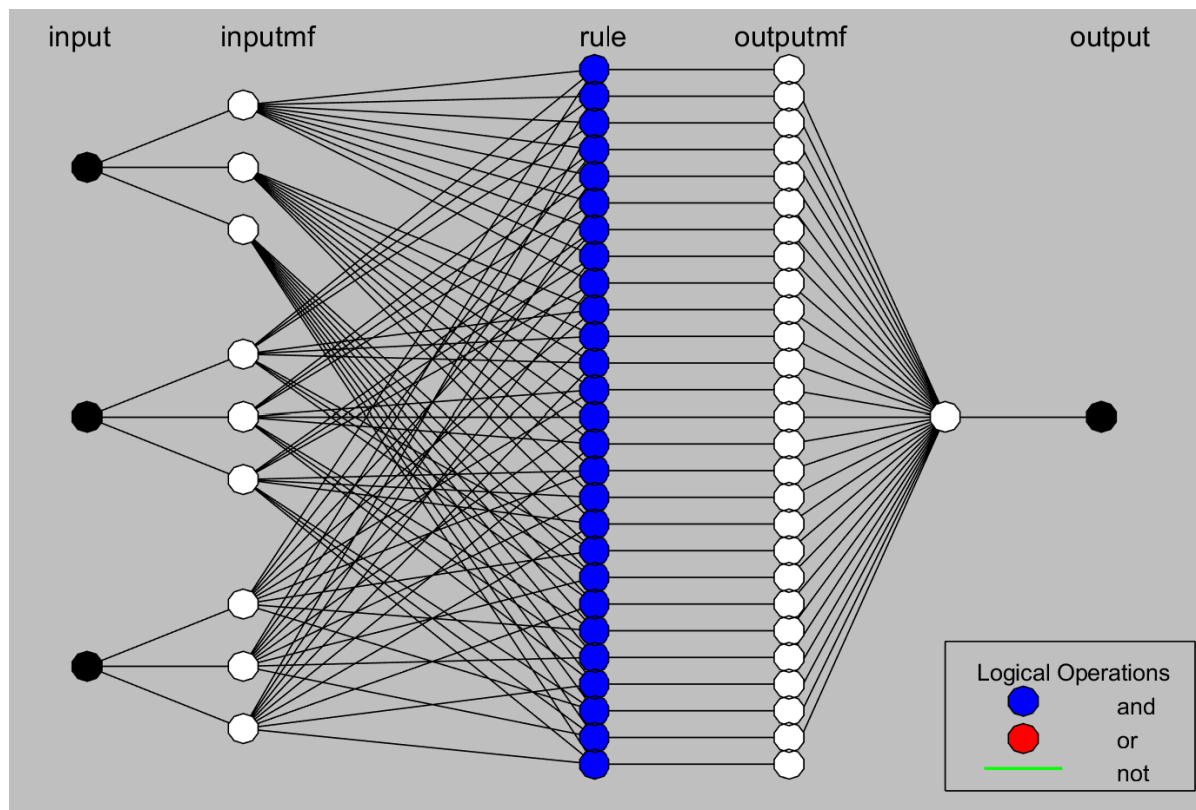 input inputmf rule outputmf output
Logical Operations
and
or
not